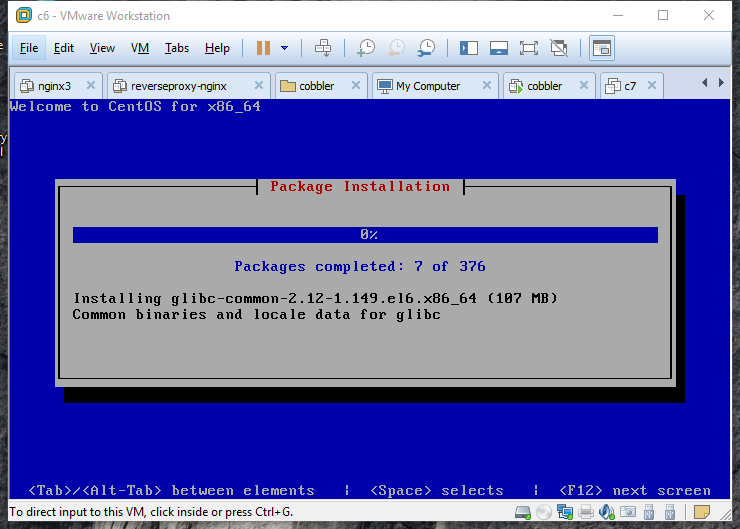 c6 - VMware Workstation
File Edit View VM Tabs Help
nginx3 reverseproxy-nginx cobbler My Computer cobbler c7
Welcome to CentOS for x86_64
ry
l
Package Installation
0%
Packages completed: 7 of 376
Installing glibc-common-2.12-1.149.el6.x86_64 (107 MB)
Common binaries and locale data for glibc
<Tab>/<Alt-Tab> between elements | <Space> selects | <F12> next screen
To direct input to this VM, click inside or press Ctrl+G.